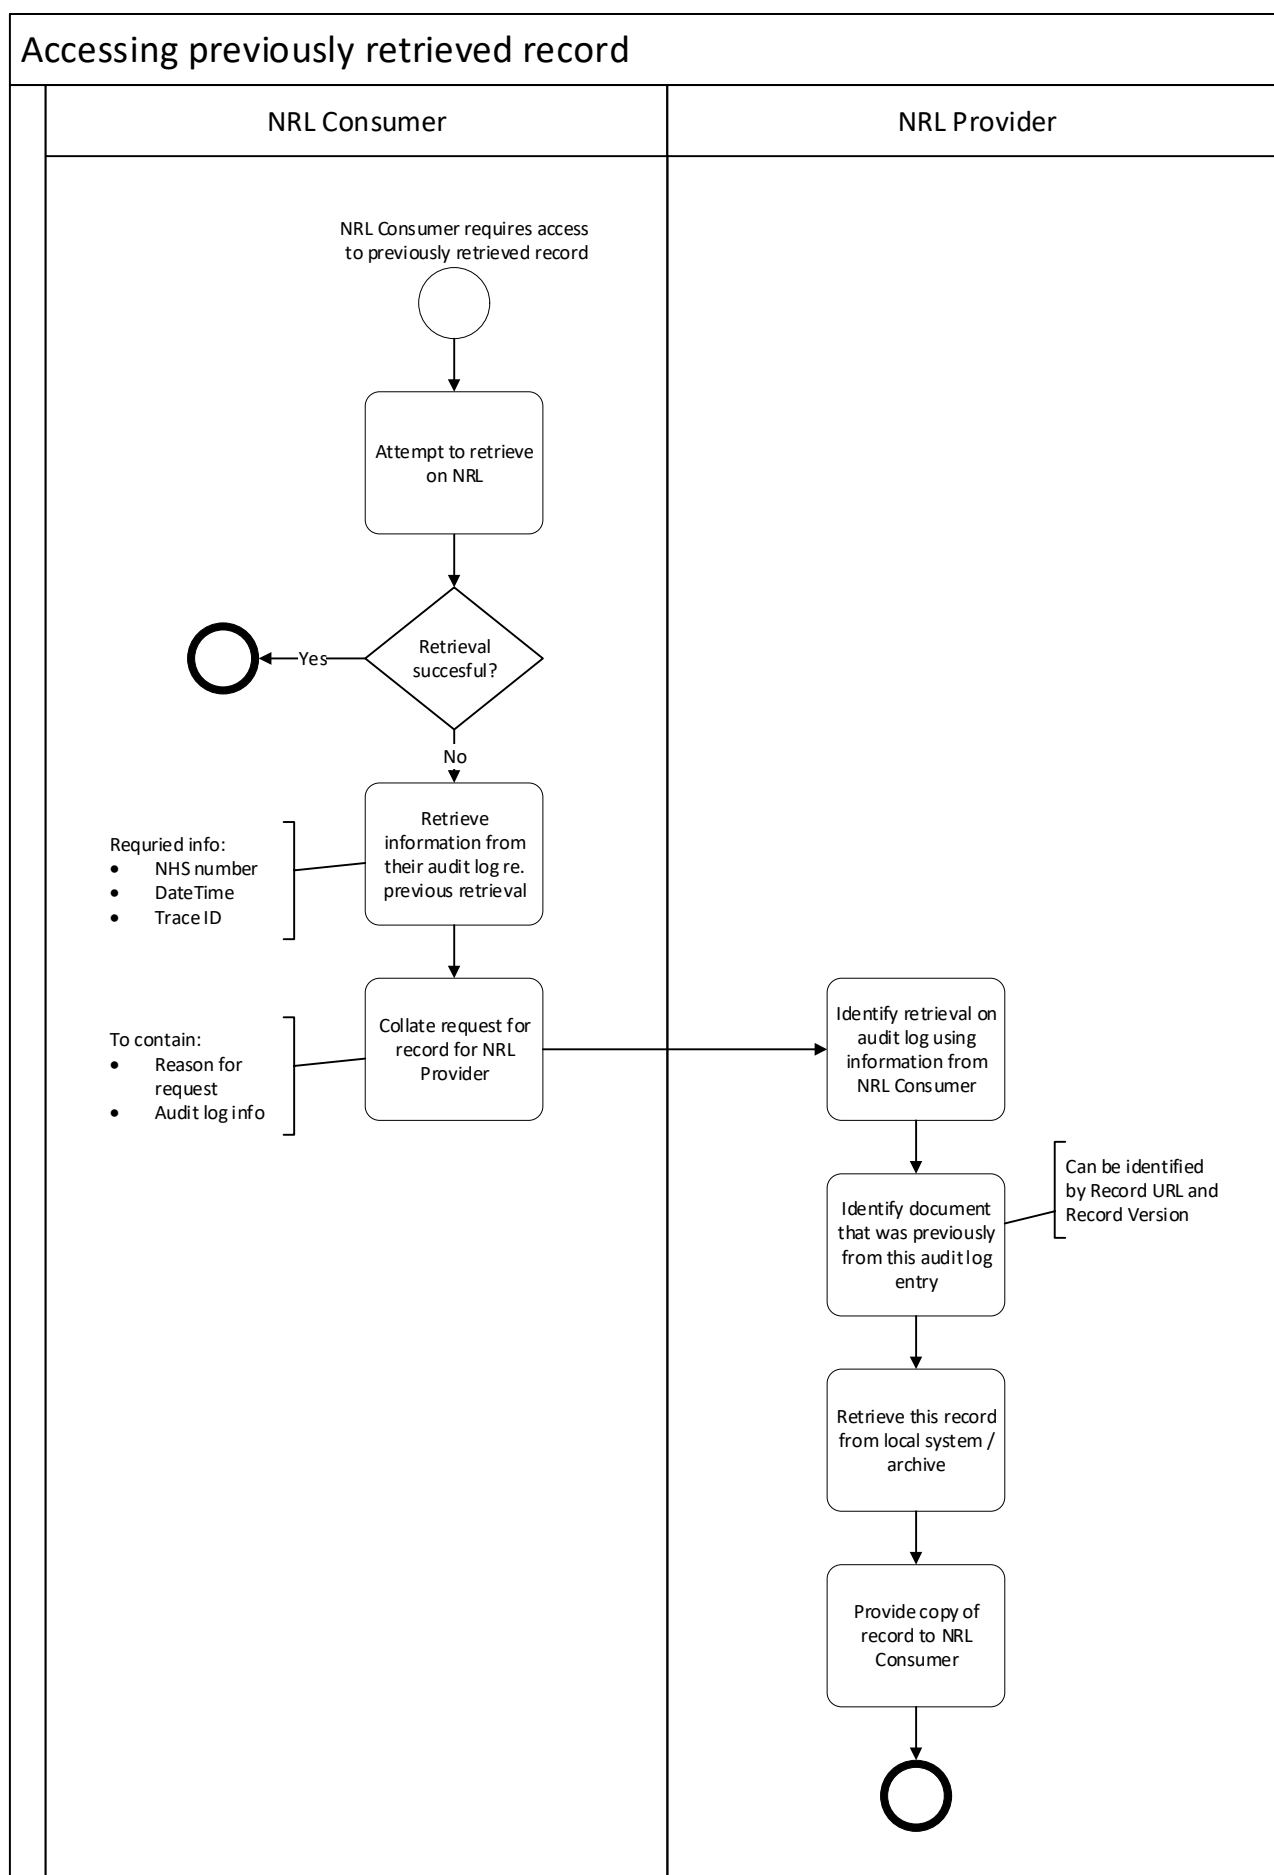 Accessing previously retrieved record
NRL Consumer
NRL Provider
NRL Consumer requires access
to previously retrieved record
Attempt to retrieve
on NRL
Retrieval
succesful?
Yes
No
Retrieve
information from
their audit log re.
previous retrieval
Requried info:
• NHS number
• DateTime
• Trace ID
Collate request for
record for NRL
Provider
To contain:
• Reason for
request
• Audit log info
Identify retrieval on
audit log using
information from
NRL Consumer
Identify document
that was previously
from this audit log
entry
Can be identified
by Record URL and
Record Version
Retrieve this record
from local system /
archive
Provide copy of
record to NRL
Consumer